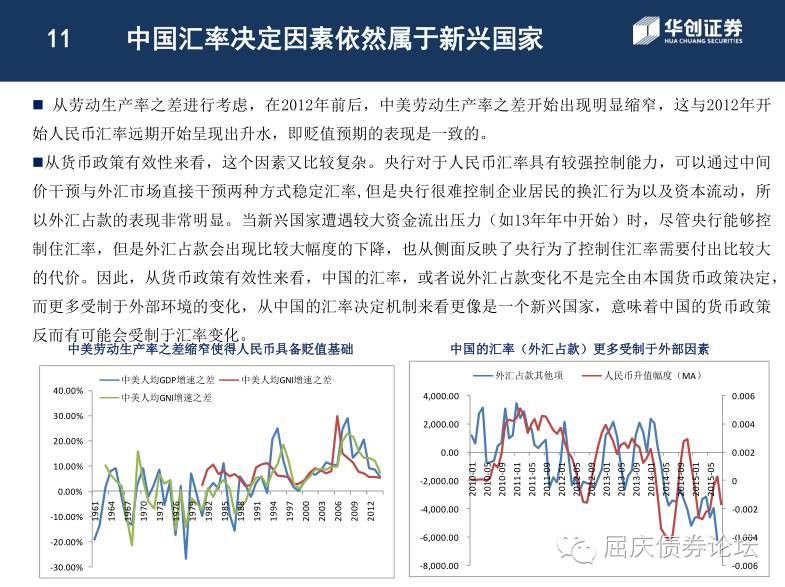 11
中国汇率决定因素依然属于新兴国家
华创证券
HUA CHUANG SECURITIES
■ 从劳动生产率之差进行考虑，在2012年前后，中美劳动生产率之差开始出现明显缩窄，这与2012年开
始人民币汇率远期开始呈现出升水，即贬值预期的表现是一致的。
■从货币政策有效性来看，这个因素又比较复杂。央行对于人民币汇率具有较强控制能力，可以通过中间
价干预与外汇市场直接干预两种方式稳定汇率,但是央行很难控制企业居民的换汇行为以及资本流动，所
以外汇占款的表现非常明显。当新兴国家遭遇较大资金流出压力（如13年年中开始）时，尽管央行能够控
制住汇率，但是外汇占款会出现比较大幅度的下降，也从侧面反映了央行为了控制住汇率需要付出比较大
的代价。因此，从货币政策有效性来看，中国的汇率，或者说外汇占款变化不是完全由本国货币政策决定，
而更多受制于外部环境的变化，从中国的汇率决定机制来看更像是一个新兴国家，意味着中国的货币政策
反而有可能会受制于汇率变化。
中美劳动生产率之差缩窄使得人民币具备贬值基础
中美人均GDP增速之差 中美人均GNI增速之差
中美人均GNI增速之差
40.00%
30.00%
20.00%
10.00%
0.00%
-10.00%
-20.00%
-30.00%
1961 1964 1967 1970 1973 1976 1979 1982 1985 1988 1991 1994 1997 2000 2003 2006 2009 2012
中国的汇率（外汇占款）更多受制于外部因素
外汇占款其他项 人民币升值幅度（MA）
4,000.00
2,000.00
0.00
-2,000.00
-4,000.00
-6,000.00
-8,000.00
2010-01 2010-05 2010-09 2011-01 2011-05 2011-09 2012-01 2012-05 2012-09 2013-01 2013-05 2013-09 2014-01 2014-05 2014-09 2015-01 2015-05
0.006
0.004
0.002
0
-0.002
-0.004
-0.006
屈庆债券论坛